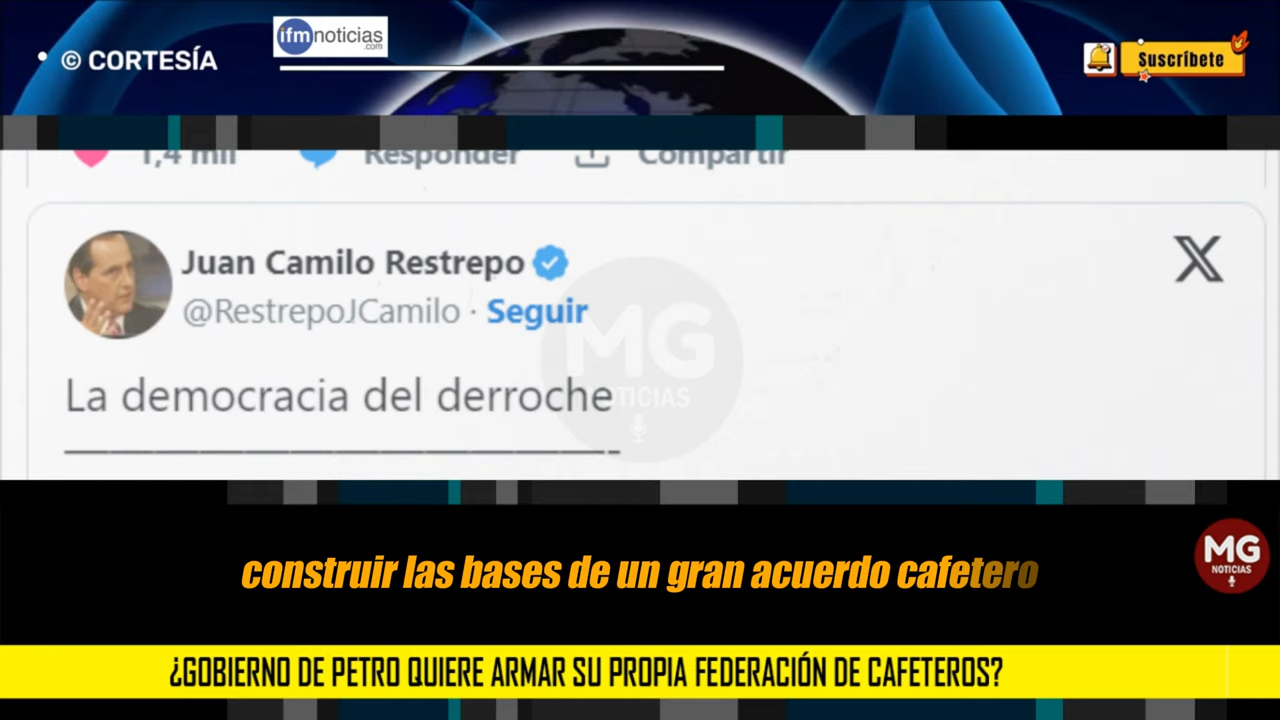 © CORTESÍA
ifmnoticias
.com
Suscríbete
1,4 mil Responder Compartir
Juan Camilo Restrepo
@RestrepoJCamilo · Seguir
La democracia del derroche
MG
NOTICIAS
construir las bases de un gran acuerdo cafetero
MG
NOTICIAS
¿GOBIERNO DE PETRO QUIERE ARMAR SU PROPIA FEDERACIÓN DE CAFETEROS?